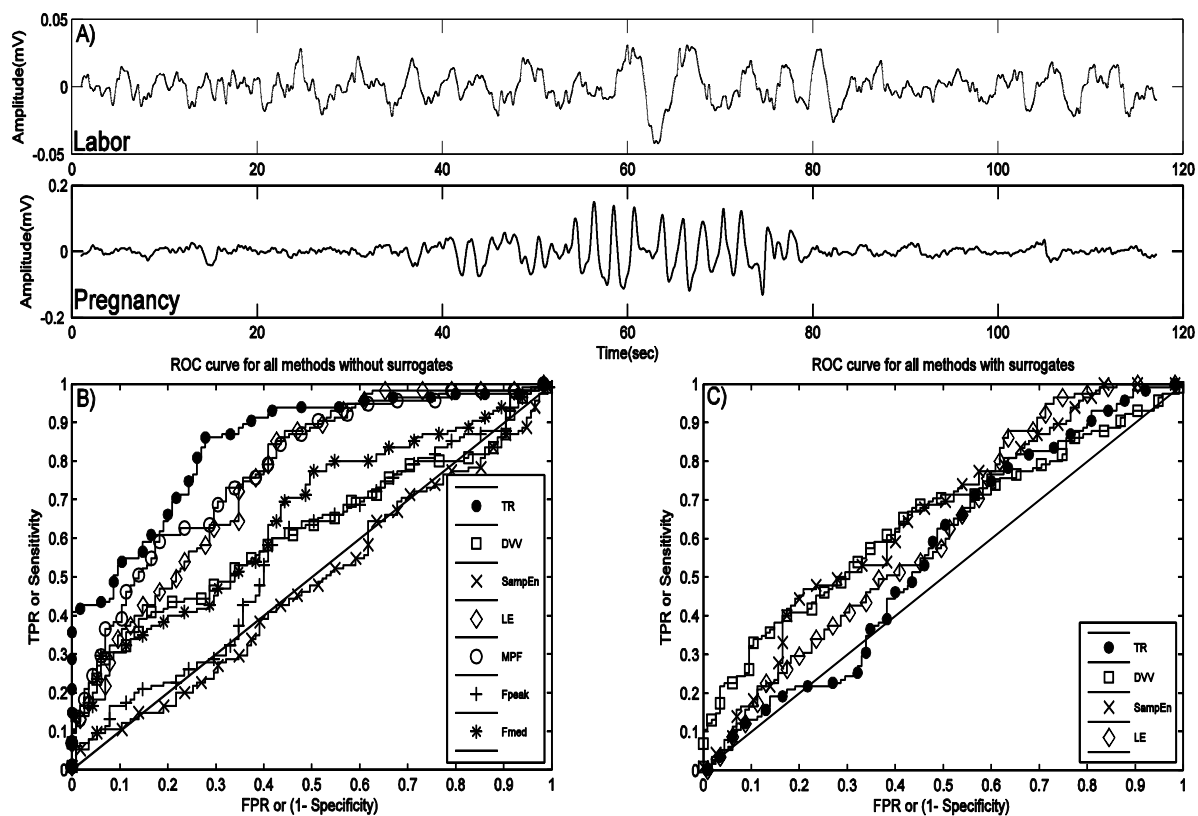 A)
0.05
0
-0.05
Amplitude(mV)
Labor
0 20 40 60 80 100 120
0.2
0
-0.2
Amplitude(mV)
Pregnancy
0 20 40 60 80 100 120
Time(sec)
ROC curve for all methods without surrogates
B)
1
0.9
0.8
0.7
0.6
0.5
0.4
0.3
0.2
0.1
0
TPR or Sensitivity
TR
DVV
SampEn
LE
MPF
Fpeak
Fmed
0.1 0.2 0.3 0.4 0.5 0.6 0.7 0.8 0.9 1
FPR or (1- Specificity)
ROC curve for all methods with surrogates
C)
1
0.9
0.8
0.7
0.6
0.5
0.4
0.3
0.2
0.1
0
TPR or Sensitivity
TR
DVV
SampEn
LE
0 0.1 0.2 0.3 0.4 0.5 0.6 0.7 0.8 0.9 1
FPR or (1- Specificity)